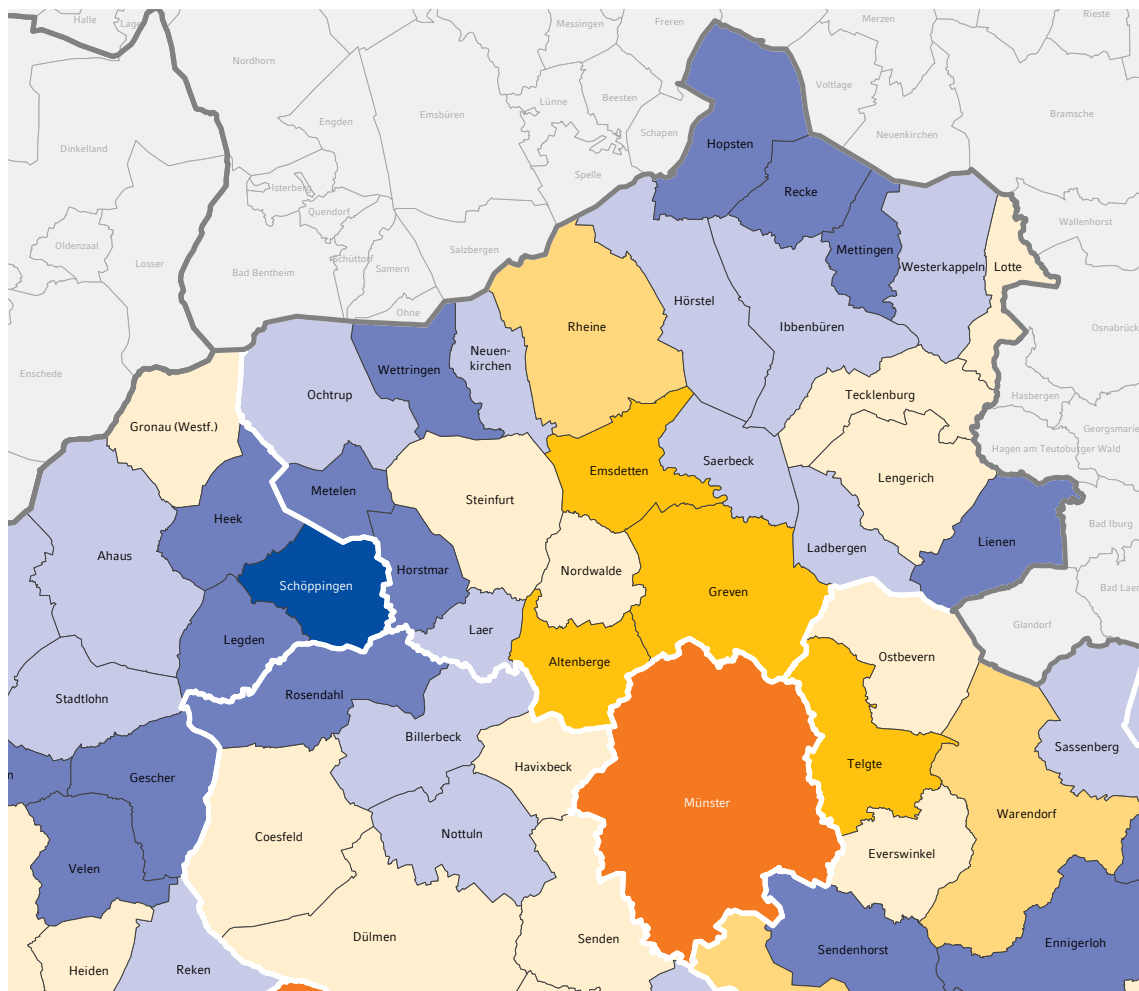 Halle
Lage
Messingen
Freren
Merzen
Rieste
Nordhorn
Voltlage
Lünne
Beesten
Emsbüren
Bramsche
Engden
Schapen
Neuenkirchen
Dinkelland
Hopsten
Spelle
Isterberg
Recke
Quendorf
Wallenhorst
Oldenzaal
Salzbergen
Mettingen
Losser
Schüttorf
Samern
Bad Bentheim
Westerkappeln
Lotte
Hörstel
Ohne
Rheine
Ibbenbüren
Osnabrück
Neuen-
kirchen
Wettringen
Enschede
Ochtrup
Tecklenburg
Hasbergen
Gronau (Westf.)
Georgsmarie
Hagen am Teutoburger Wald
Saerbeck
Emsdetten
Lengerich
Metelen
Steinfurt
Heek
Bad Iburg
Lienen
Ladbergen
Ahaus
Horstmar
Nordwalde
Schöppingen
Bad Laer
Greven
Glandorf
Laer
Legden
Ostbevern
Altenberge
Rosendahl
Stadtlohn
Billerbeck
Sassenberg
Telgte
Havixbeck
n
Gescher
Münster
Warendorf
Coesfeld
Nottuln
Everswinkel
Velen
Dülmen
Senden
Ennigerloh
Sendenhorst
Heiden
Reken